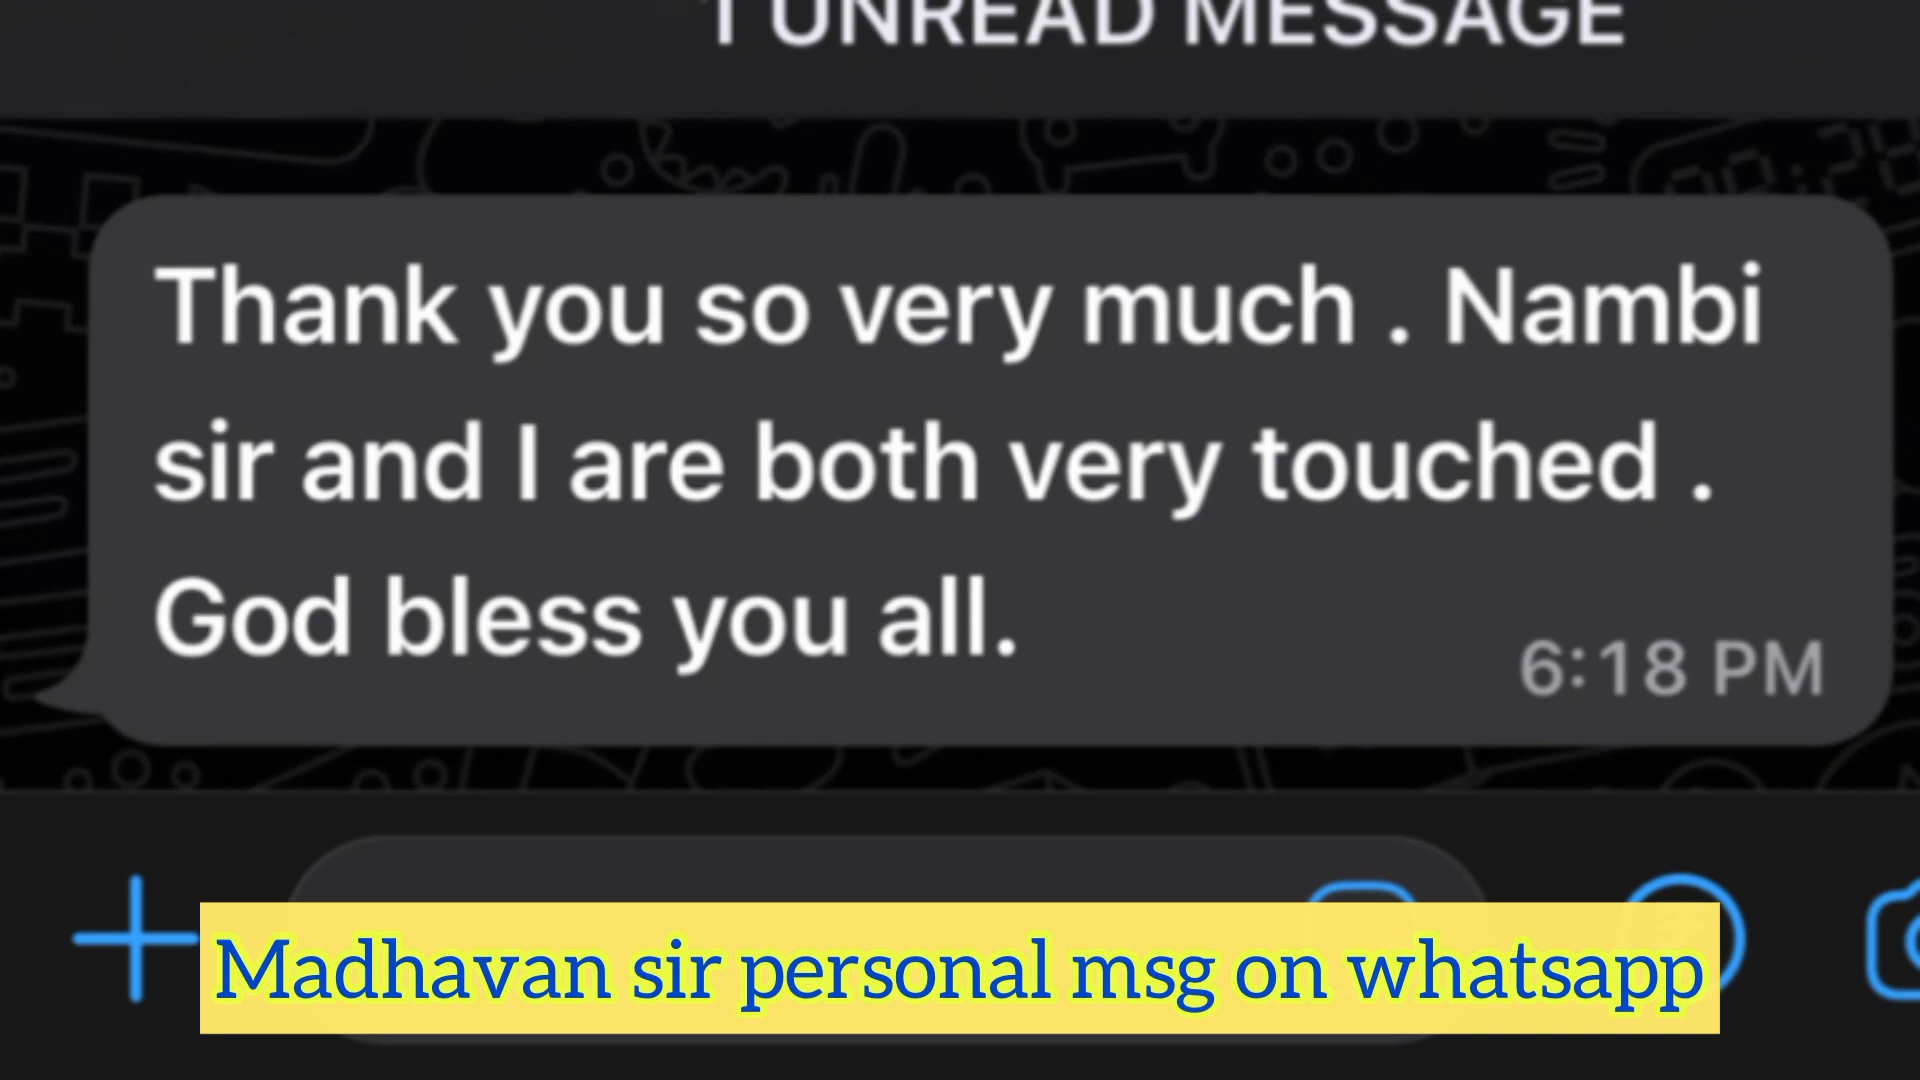 1 UNREAD MESSAGE
Thank you so very much . Nambi
sir and I are both very touched .
God bless you all.
6:18 PM
Madhavan sir personal msg on whatsapp